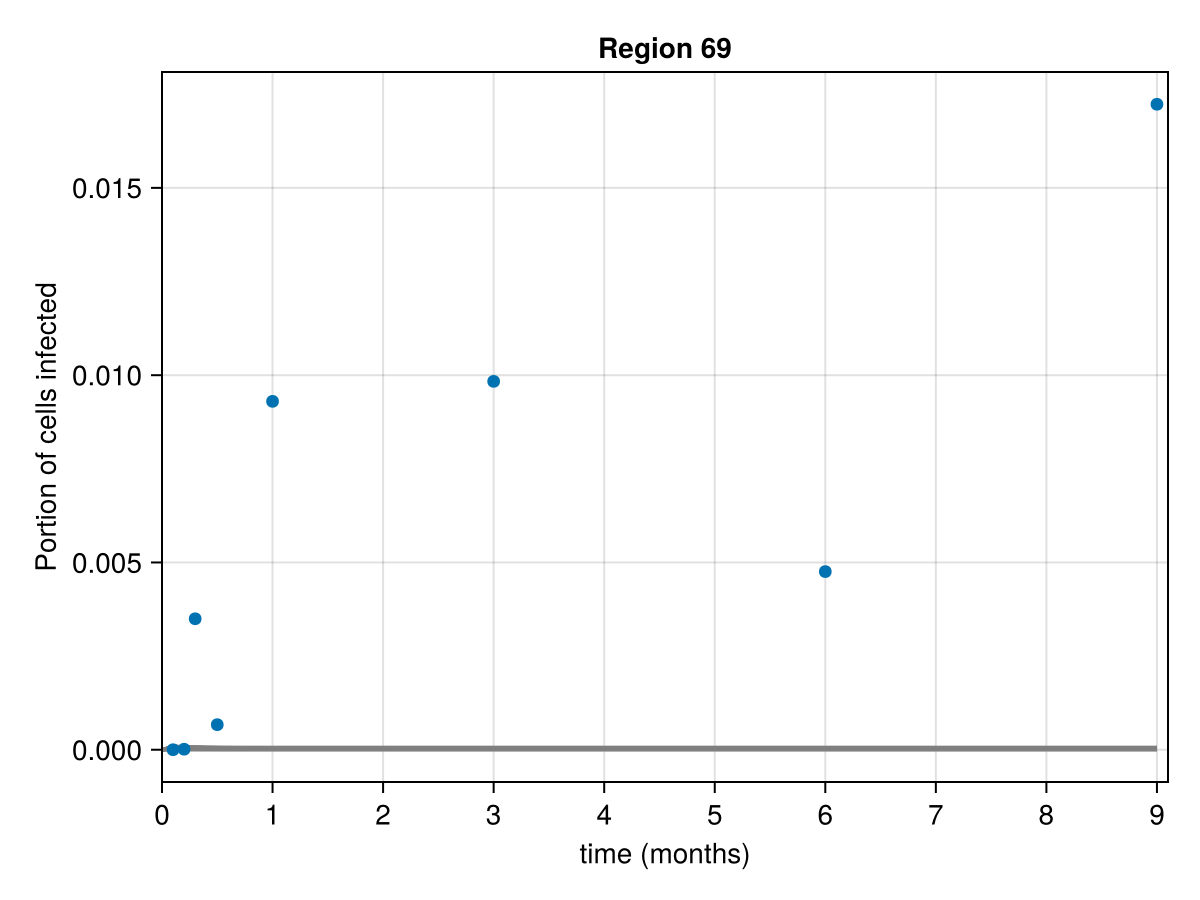 Region 69
Portion of cells infected
0.015
0.010
0.005
0.000
0 1 2 3 4 5 6 7 8 9
time (months)